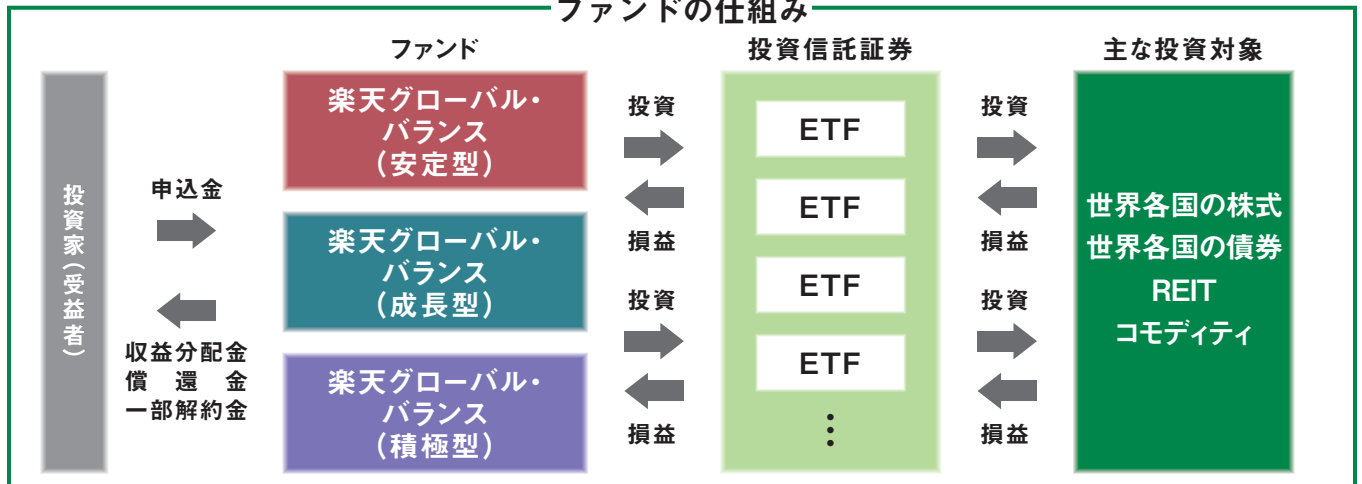 ファンドの仕組み
ファンド
投資信託証券
主な投資対象
投資家(受益者)
申込金
収益分配金
償還金
一部解約金
楽天グローバル・
バランス
(安定型)
楽天グローバル・
バランス
(成長型)
楽天グローバル・
バランス
(積極型)
投資
損益
投資
損益
ETF
ETF
ETF
ETF
⋮
投資
損益
投資
損益
世界各国の株式
世界各国の債券
REIT
コモディティ